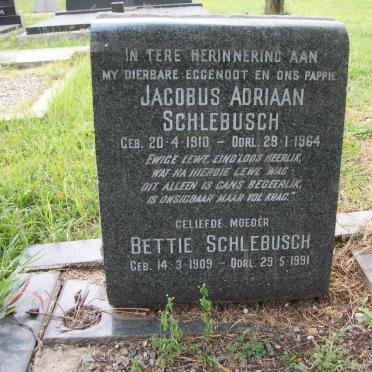 IN TERE HERINNERING AAN
MY DIERBARE EGGENOOT EN ONS PAPPIE
JACOBUS ADRIAAN
SCHLEBUSCH
GEB. 20·4·1910 - OORL. 29·1·1964
EWIGE LEWE, EINDLOOS HEERLIK,
WAT NA HIERDIE LEWE WAG -
DIT ALLEEN IS GANS BEGEERLIK,
IS ONSIGBAAR MAAR VOL KRAG."
GELIEFDE MOEDER
BETTIE SCHLEBUSCH
GEB. 14·3·1909 - OORL. 29·5·1991